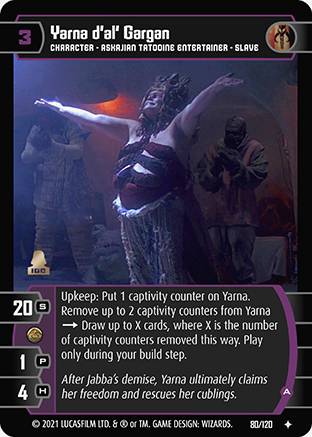 3
Yarna d'al' Gargan
CHARACTER - ASKAJIAN TATOOINE ENTERTAINER - SLAVE
IDC
20 S
1 P
4 H
Upkeep: Put 1 captivity counter on Yarna.
Remove up to 2 captivity counters from Yarna
→ Draw up to X cards, where X is the number
of captivity counters removed this way. Play
only during your build step.
After Jabba's demise, Yarna ultimately claims
her freedom and rescues her cublings.
A
© 2021 LUCASFILM LTD. & ® or TM. GAME DESIGN: WIZARDS.
80/120